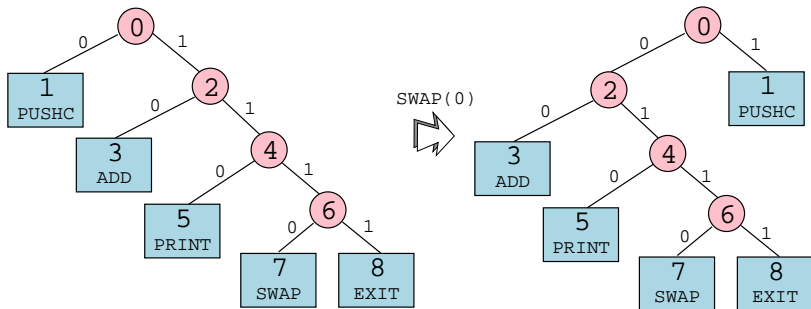 0
0 1
1
PUSHC
2
0 1
3
ADD
4
0 1
5
PRINT
6
0 1
7
SWAP
8
EXIT
SWAP(0)
0
0 1
2
1
PUSHC
0 1
3
ADD
4
0 1
5
PRINT
6
0 1
7
SWAP
8
EXIT